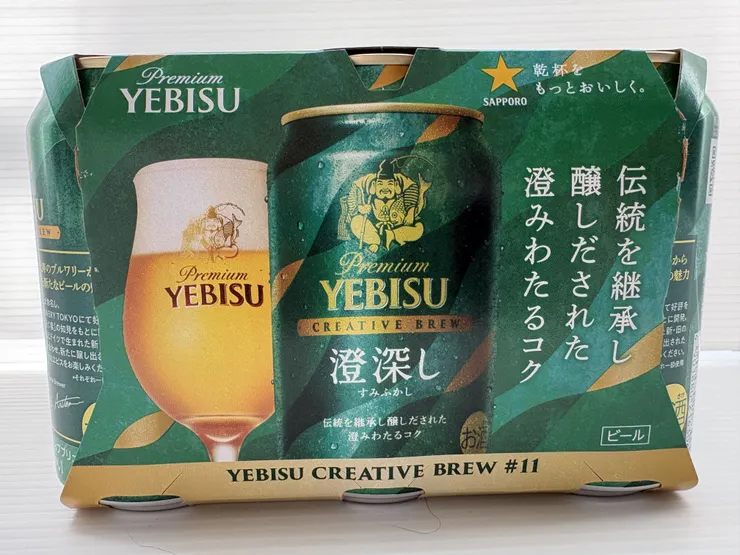 Premium
YEBISU
SAPPORO
乾杯を
もっとおいしく。
伝統を継承し
醸しだされた
澄みわたるコク
Premium
YEBISU
Premium
YEBISU
CREATIVE BREW
澄深し
すみふかし
伝統を継承し醸しだされた
澄みわたるコク
お酒
ビール
YEBISU CREATIVE BREW #11